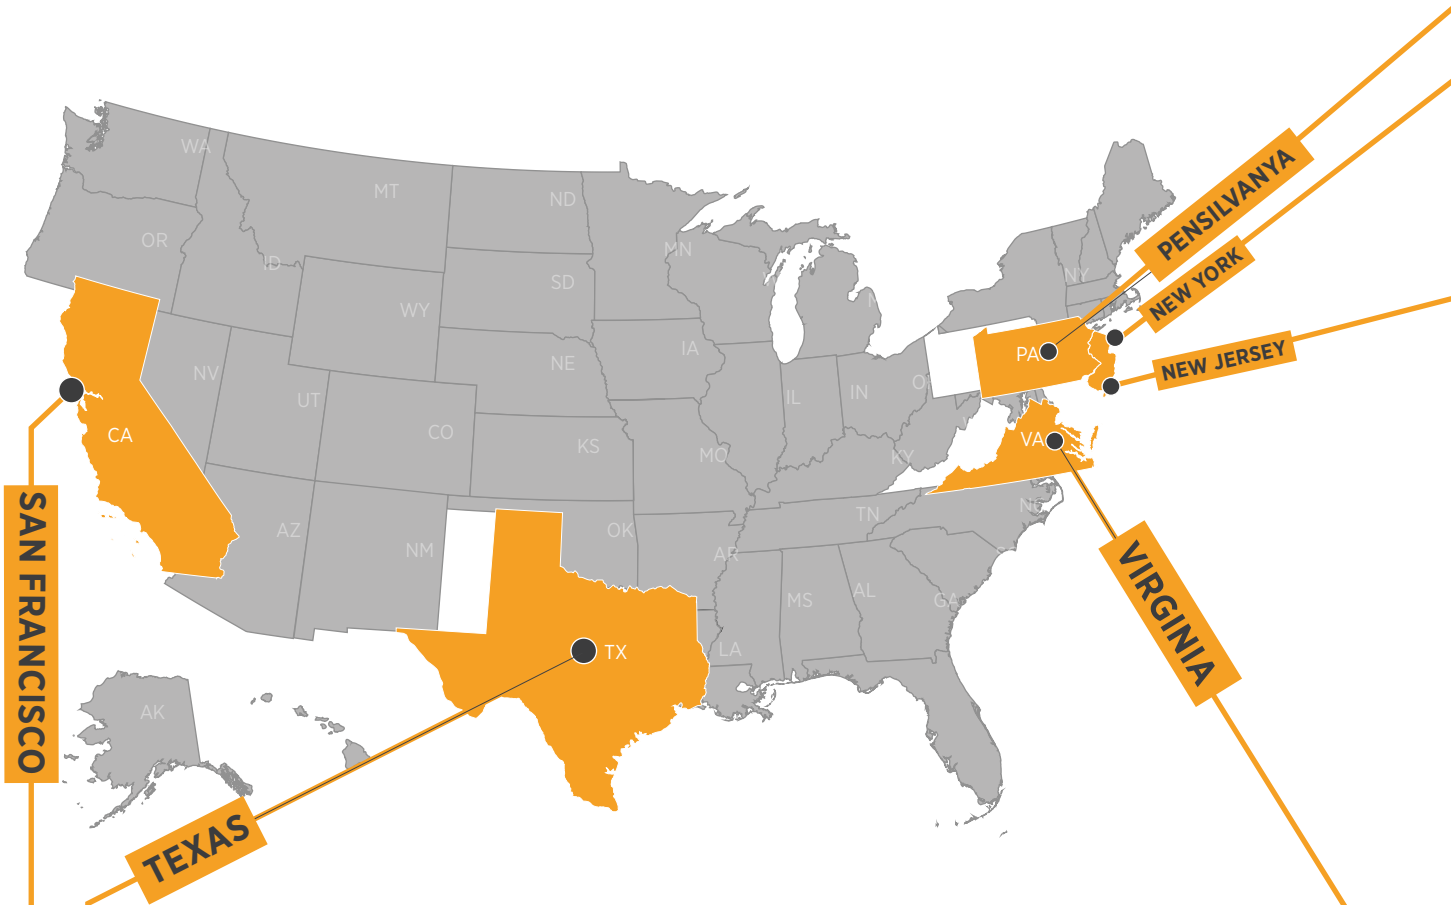 WA
MT
ND
MN
OR
ID
WY
SD
NY
PENSILVANYA
NEW YORK
NEW JERSEY
NV
UT
CO
NE
IA
IL
IN
PA
CA
KS
MO
KY
VA
SAN FRANCISCO
AZ
NM
OK
AR
TN
NC
MS
AL
GA
TX
LA
VIRGINIA
AK
TEXAS